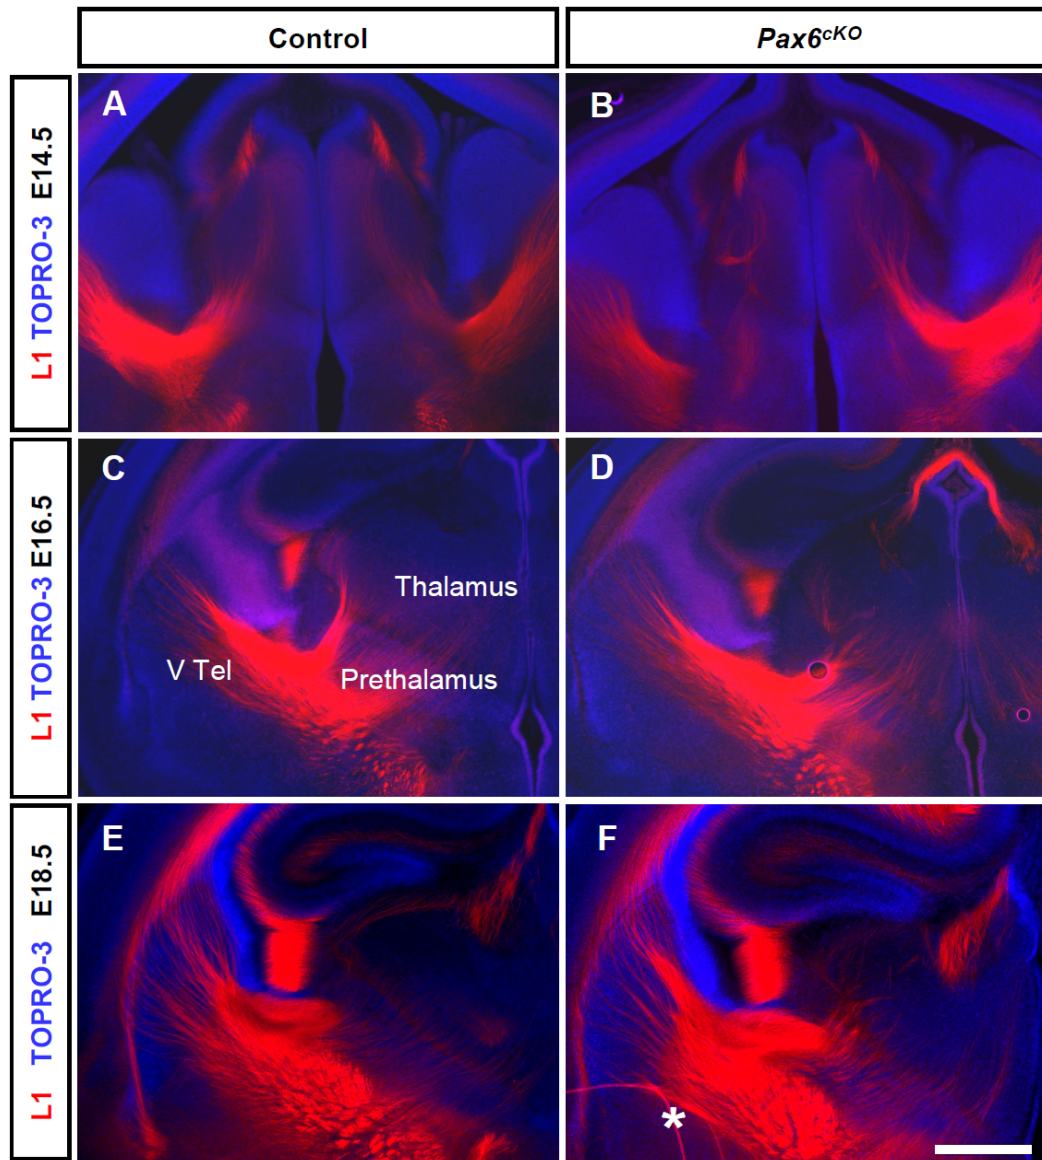 Control
Pax6cKO
L1 TOPRO-3 E14.5
A
B
L1 TOPRO-3 E16.5
C
D
Thalamus
V Tel
Prethalamus
L1 TOPRO-3 E18.5
E
F
*